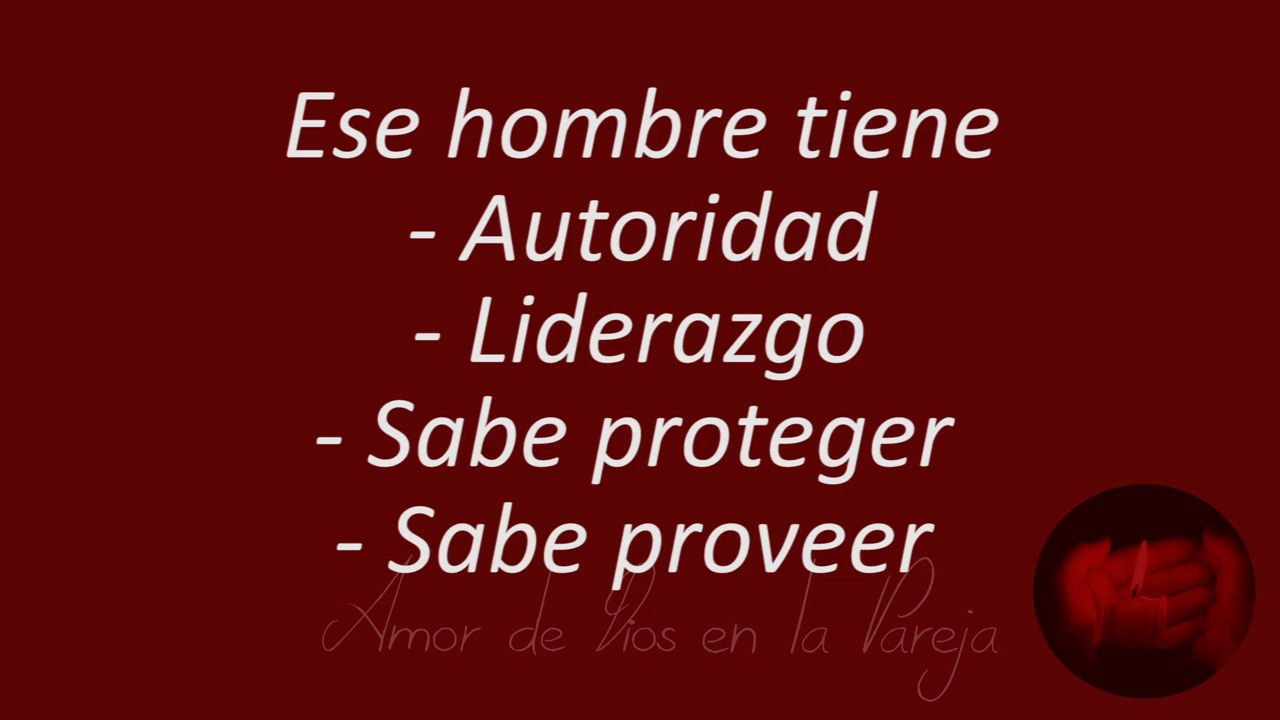 Ese hombre tiene
- Autoridad
- Liderazgo
- Sabe proteger
- Sabe proveer
Amor de Dios en la Pareja